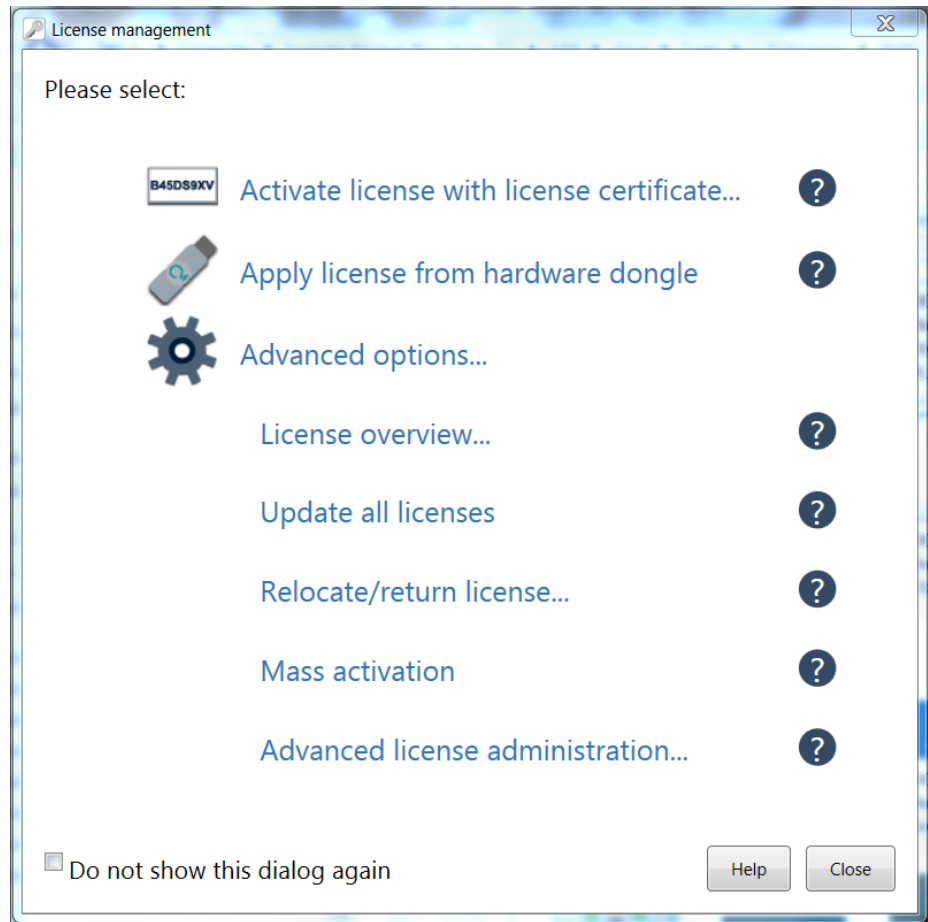 License management
Please select:
B45DS9XV
Activate license with license certificate... ?
Apply license from hardware dongle ?
Advanced options...
License overview... ?
Update all licenses ?
Relocate/return license... ?
Mass activation ?
Advanced license administration... ?
Do not show this dialog again
Help
Close